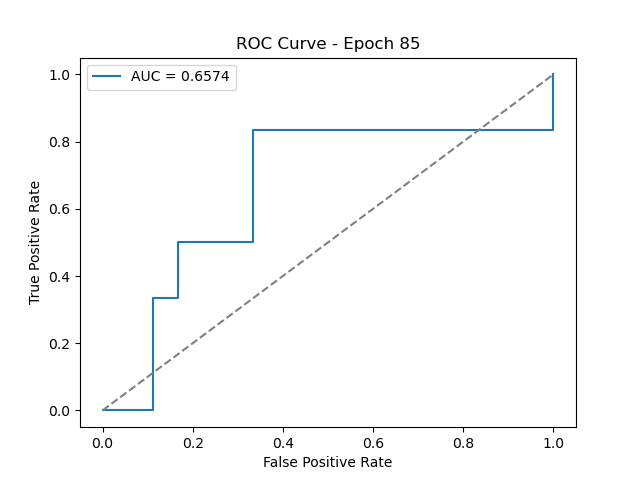 ROC Curve - Epoch 85
AUC = 0.6574
True Positive Rate
1.0
0.8
0.6
0.4
0.2
0.0
0.0 0.2 0.4 0.6 0.8 1.0
False Positive Rate